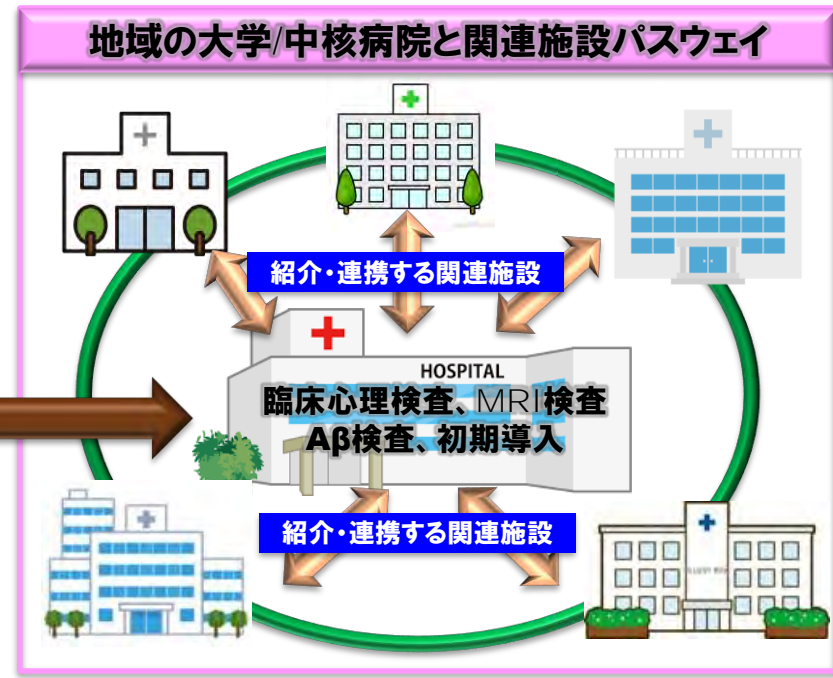 地域の大学/中核病院と関連施設パスウェイ
紹介・連携する関連施設
HOSPITAL
臨床心理検査、MRI検査
Aβ検査、初期導入
紹介・連携する関連施設